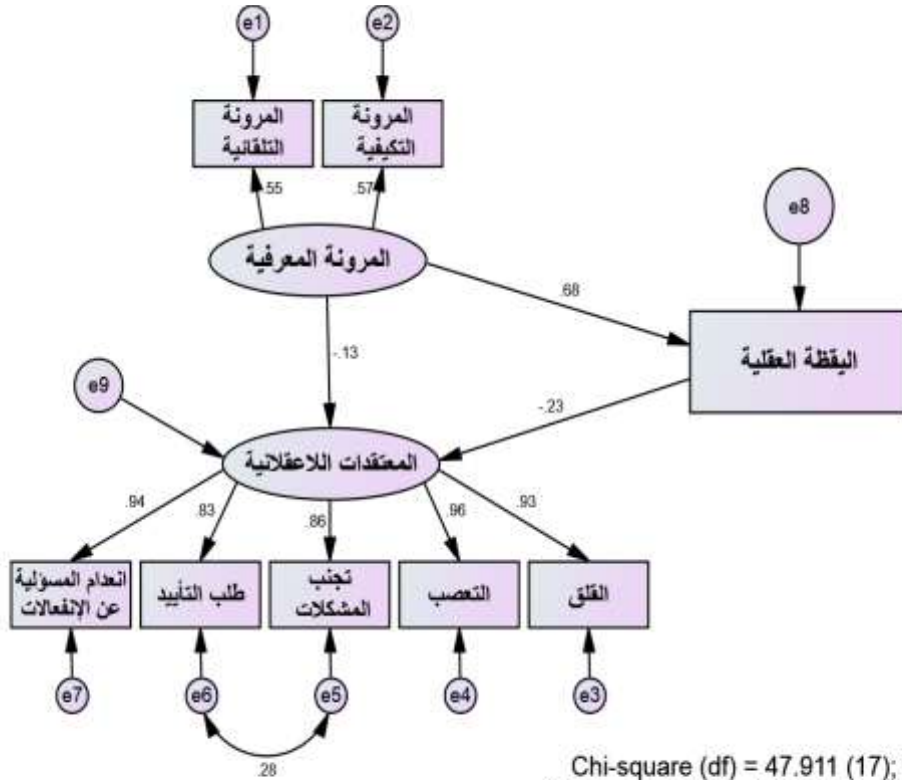 e1
e2
المرونة
التلقائية
المرونة
التكيفية
.55
.57
e8
المرونة المعرفية
.68
اليقظة العقلية
-.13
e9
-.23
المعتقدات اللاعقلانية
.94
.83
.86
.96
.93
انعدام المسؤلية
عن الإنفعالات
طلب التأييد
تجنب
المشكلات
التعصب
القلق
e7
e6
e5
e4
e3
.28
Chi-square (df) = 47.911 (17);